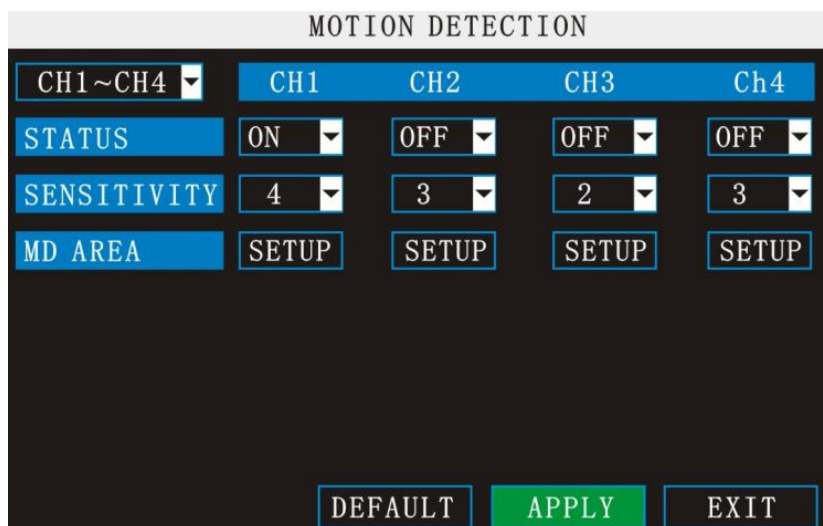 MOTION DETECTION
CH1~CH4 CH1 CH2 CH3 Ch4
STATUS ON OFF OFF OFF
SENSITIVITY 4 3 2 3
MD AREA SETUP SETUP SETUP SETUP
DEFAULT APPLY EXIT